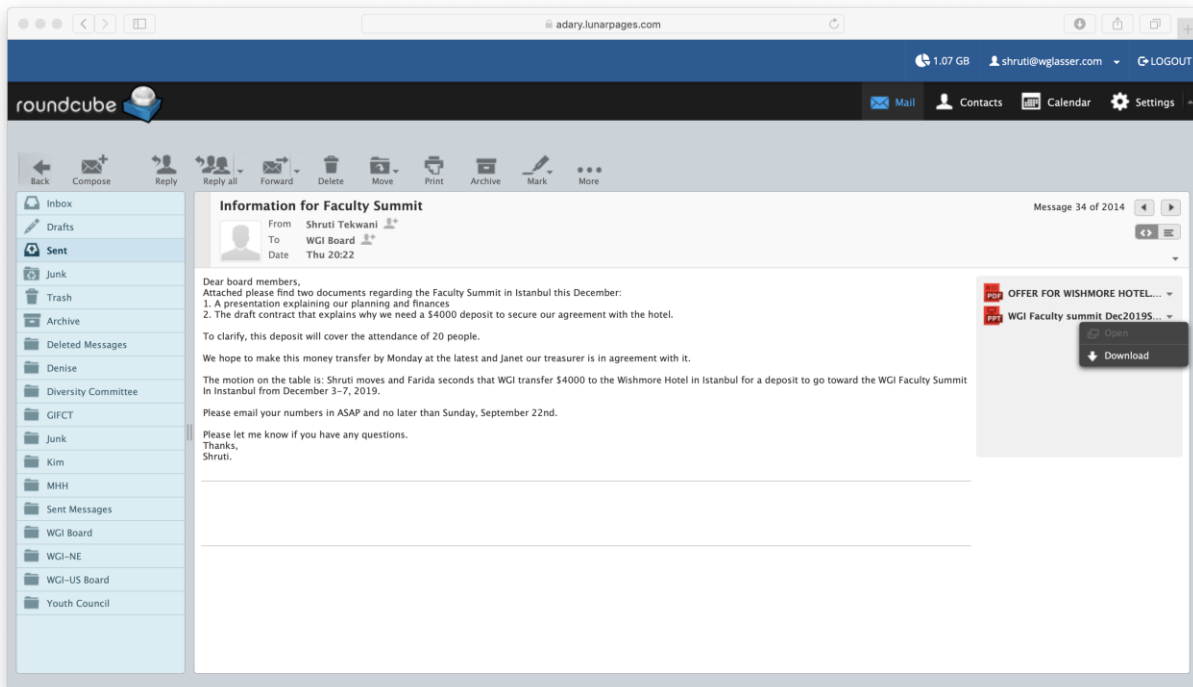 adary.lunarpages.com
1.07 GB shruti@wglasser.com LOGOUT
roundcube Mail Contacts Calendar Settings
Back Compose Reply Reply all Forward Delete Move Print Archive Mark More
Inbox
Drafts
Sent
Junk
Trash
Archive
Deleted Messages
Denise
Diversity Committee
GIFCT
Junk
Kim
MHH
Sent Messages
WGI Board
WGI-NE
WGI-US Board
Youth Council
Information for Faculty Summit
Message 34 of 2014
From Shruti Tekwani
To WGI Board
Date Thu 20:22
Dear board members,
Attached please find two documents regarding the Faculty Summit in Istanbul this December:
1. A presentation explaining our planning and finances
2. The draft contract that explains why we need a $4000 deposit to secure our agreement with the hotel.
To clarify, this deposit will cover the attendance of 20 people.
We hope to make this money transfer by Monday at the latest and Janet our treasurer is in agreement with it.
The motion on the table is: Shruti moves and Farida seconds that WGI transfer $4000 to the Wishmore Hotel in Istanbul for a deposit to go toward the WGI Faculty Summit
In Instanbul from December 3-7, 2019.
Please email your numbers in ASAP and no later than Sunday, September 22nd.
Please let me know if you have any questions.
Thanks,
Shruti.
PDF OFFER FOR WISHMORE HOTEL....
PPT WGI Faculty summit Dec2019S...
Open
Download